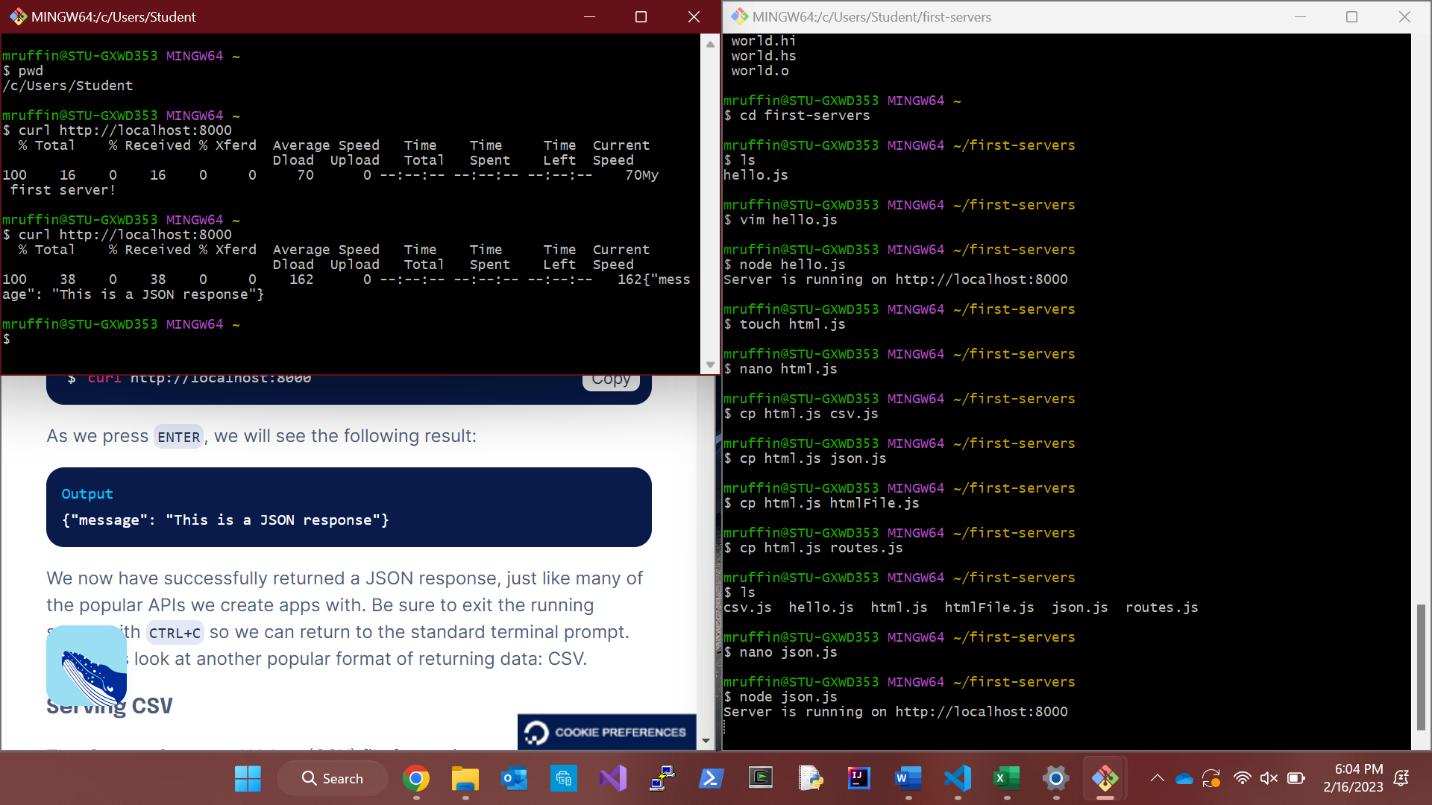 MINGW64:/c/Users/Student
mruffin@STU-GXWD353 MINGW64 ~
$ pwd
/c/Users/Student
mruffin@STU-GXWD353 MINGW64 ~
$ curl http://localhost:8000
% Total % Received % Xferd Average Speed Time Time Time Current
Dload Upload Total Spent Left Speed
100 16 0 16 0 0 70 0 --:--:-- --:--:-- --:--:-- 70My
first server!
mruffin@STU-GXWD353 MINGW64 ~
$ curl http://localhost:8000
% Total % Received % Xferd Average Speed Time Time Time Current
Dload Upload Total Spent Left Speed
100 38 0 38 0 0 162 0 --:--:-- --:--:-- --:--:-- 162{"mess
age": "This is a JSON response"}
mruffin@STU-GXWD353 MINGW64 ~
$
$ curl http://localhost:8000
Copy
As we press ENTER, we will see the following result:
Output
{"message": "This is a JSON response"}
We now have successfully returned a JSON response, just like many of
the popular APIs we create apps with. Be sure to exit the running
CTRL+C so we can return to the standard terminal prompt.
look at another popular format of returning data: CSV.
Serving CSV
COOKIE PREFERENCES
MINGW64:/c/Users/Student/first-servers
world.hi
world.hs
world.o
mruffin@STU-GXWD353 MINGW64 ~
$ cd first-servers
mruffin@STU-GXWD353 MINGW64 ~/first-servers
$ ls
hello.js
mruffin@STU-GXWD353 MINGW64 ~/first-servers
$ vim hello.js
mruffin@STU-GXWD353 MINGW64 ~/first-servers
$ node hello.js
Server is running on http://localhost:8000
mruffin@STU-GXWD353 MINGW64 ~/first-servers
$ touch html.js
mruffin@STU-GXWD353 MINGW64 ~/first-servers
$ nano html.js
mruffin@STU-GXWD353 MINGW64 ~/first-servers
$ cp html.js csv.js
mruffin@STU-GXWD353 MINGW64 ~/first-servers
$ cp html.js json.js
mruffin@STU-GXWD353 MINGW64 ~/first-servers
$ cp html.js htmlFile.js
mruffin@STU-GXWD353 MINGW64 ~/first-servers
$ cp html.js routes.js
mruffin@STU-GXWD353 MINGW64 ~/first-servers
$ ls
csv.js hello.js html.js htmlFile.js json.js routes.js
mruffin@STU-GXWD353 MINGW64 ~/first-servers
$ nano json.js
mruffin@STU-GXWD353 MINGW64 ~/first-servers
$ node json.js
Server is running on http://localhost:8000
Search
6:04 PM
2/16/2023